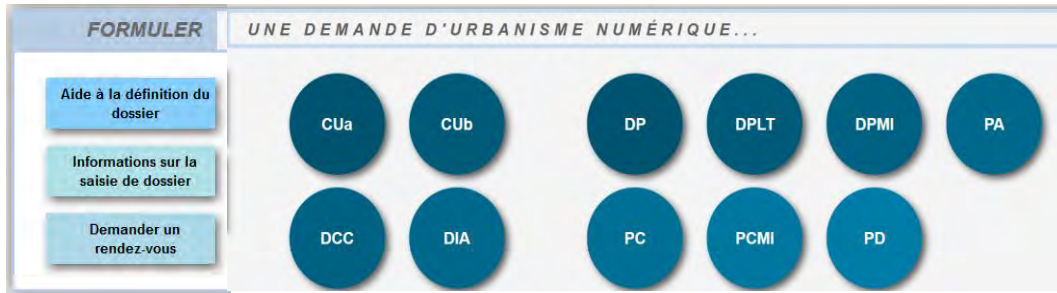 FORMULER
UNE DEMANDE D'URBANISME NUMÉRIQUE...
Aide à la définition du
dossier
Informations sur la
saisie de dossier
Demander un
rendez-vous
CUa CUb DP DPLT DPMI PA
DCC DIA PC PCMI PD